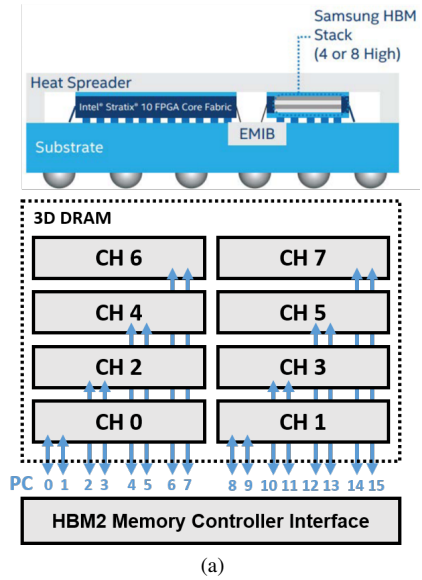 Samsung HBM
Stack
(4 or 8 High)
Heat Spreader
Intel® Stratix® 10 FPGA Core Fabric
EMIB
Substrate
3D DRAM
CH 6 CH 7
CH 4 CH 5
CH 2 CH 3
CH 0 CH 1
PC 0 1 2 3 4 5 6 7 8 9 10 11 12 13 14 15
HBM2 Memory Controller Interface
(a)